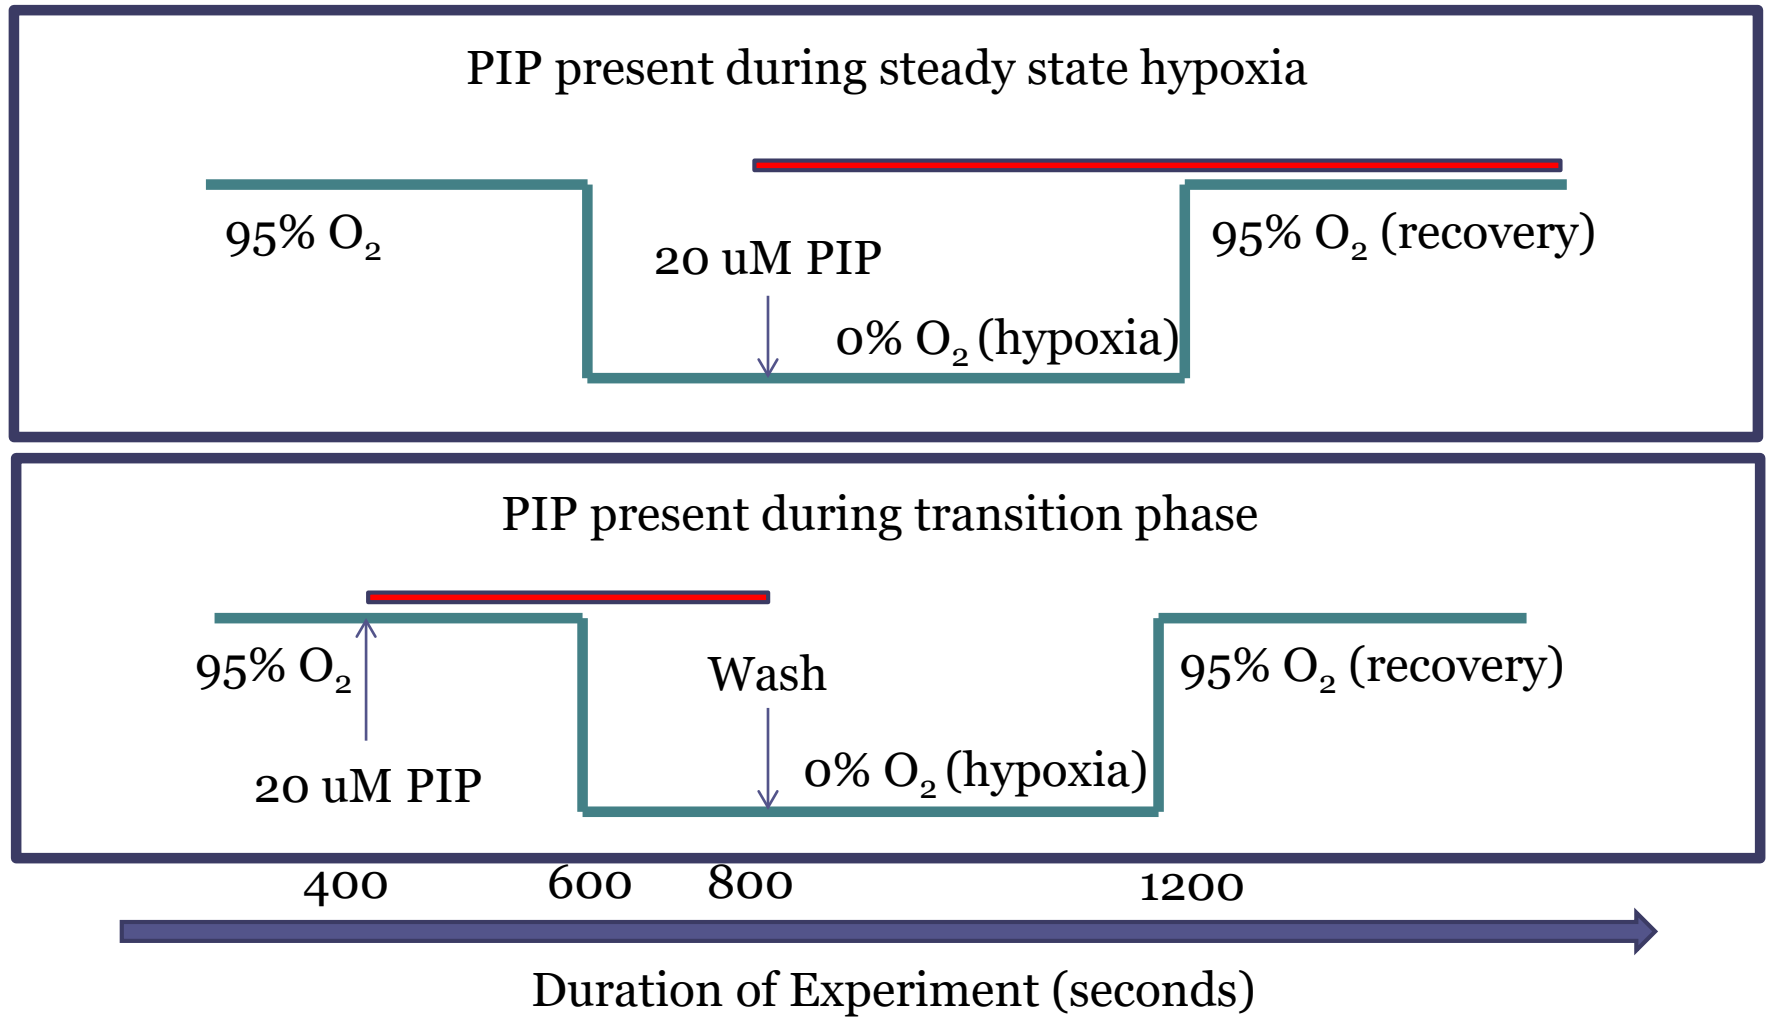 PIP present during steady state hypoxia
95% O₂
20 uM PIP
0% O₂ (hypoxia)
95% O₂ (recovery)
PIP present during transition phase
95% O₂
20 uM PIP
Wash
0% O₂ (hypoxia)
95% O₂ (recovery)
400 600 800 1200
Duration of Experiment (seconds)